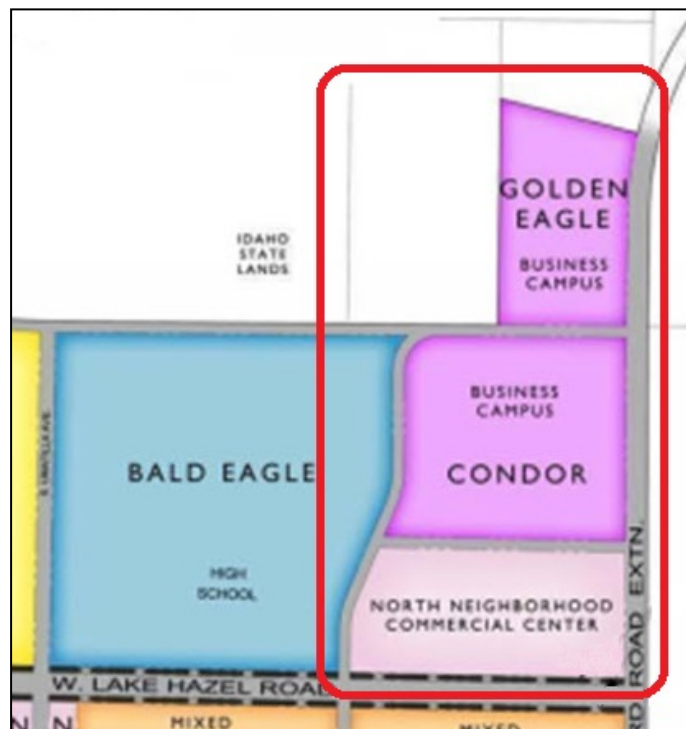 GOLDEN
EAGLE
BUSINESS
CAMPUS
IDAHO
STATE
LANDS
BUSINESS
CAMPUS
BALD EAGLE
CONDOR
HIGH
SCHOOL
NORTH NEIGHBORHOOD
COMMERCIAL CENTER
ROAD EXTN.
W. LAKE HAZEL ROAD
MIXED